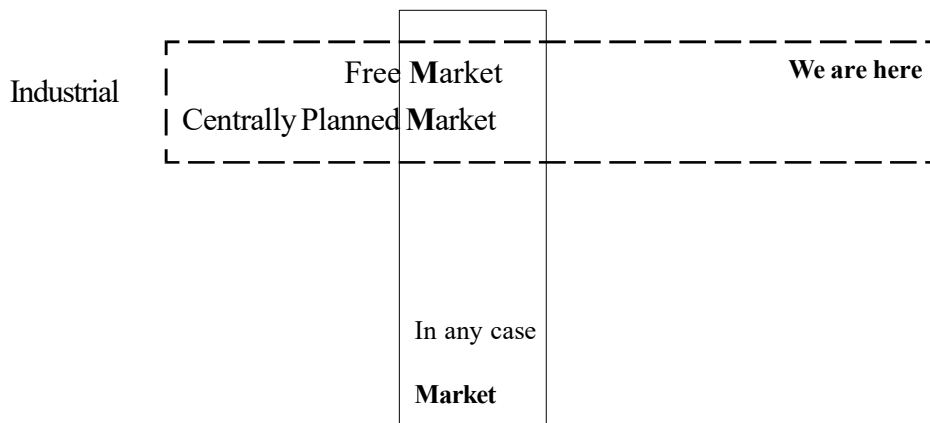 Free Market
We are here
Industrial
Centrally Planned Market
In any case
Market